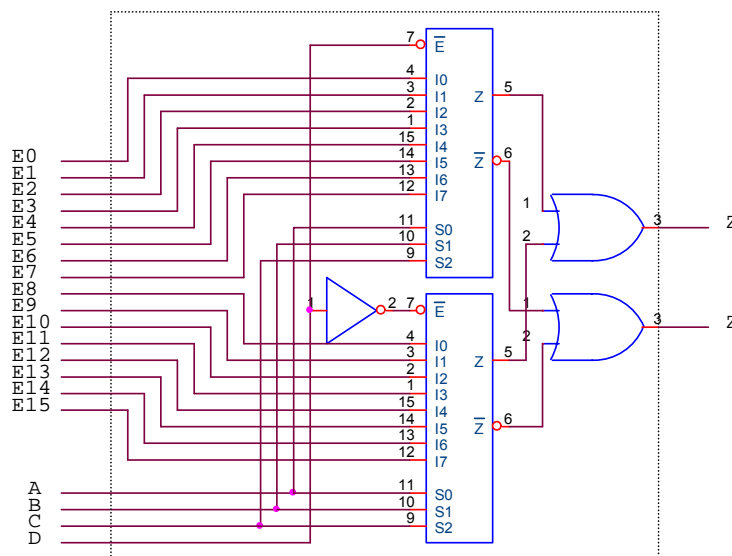 7 E̅
4 I0
3 I1 Z 5
2 I2
1 I3
15 I4
E0 14 I5 Z̅ 6
E1 13 I6
E2 12 I7
E3 1
E4 11 S0 3 Z
E5 10 S1 2
E6 9 S2
E7
E8
E9 1 2 7 E̅ 1
E10 3 Z
E11 4 I0 2
E12 3 I1 Z 5
E13 2 I2
E14 1 I3
E15 15 I4
14 I5 Z̅ 6
13 I6
12 I7
A 11 S0
B 10 S1
C 9 S2
D